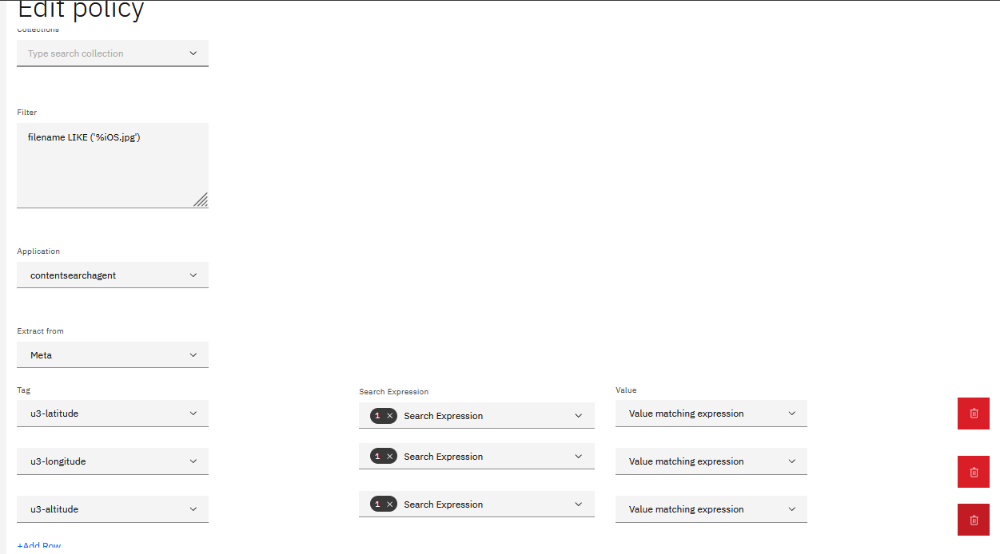 Edit policy
Collections
Type search collection
Filter
filename LIKE ('%iOS.jpg')
Application
contentsearchagent
Extract from
Meta
Tag
Search Expression
Value
u3-latitude
1 × Search Expression
Value matching expression
u3-longitude
1 × Search Expression
Value matching expression
u3-altitude
1 × Search Expression
Value matching expression
+Add Row